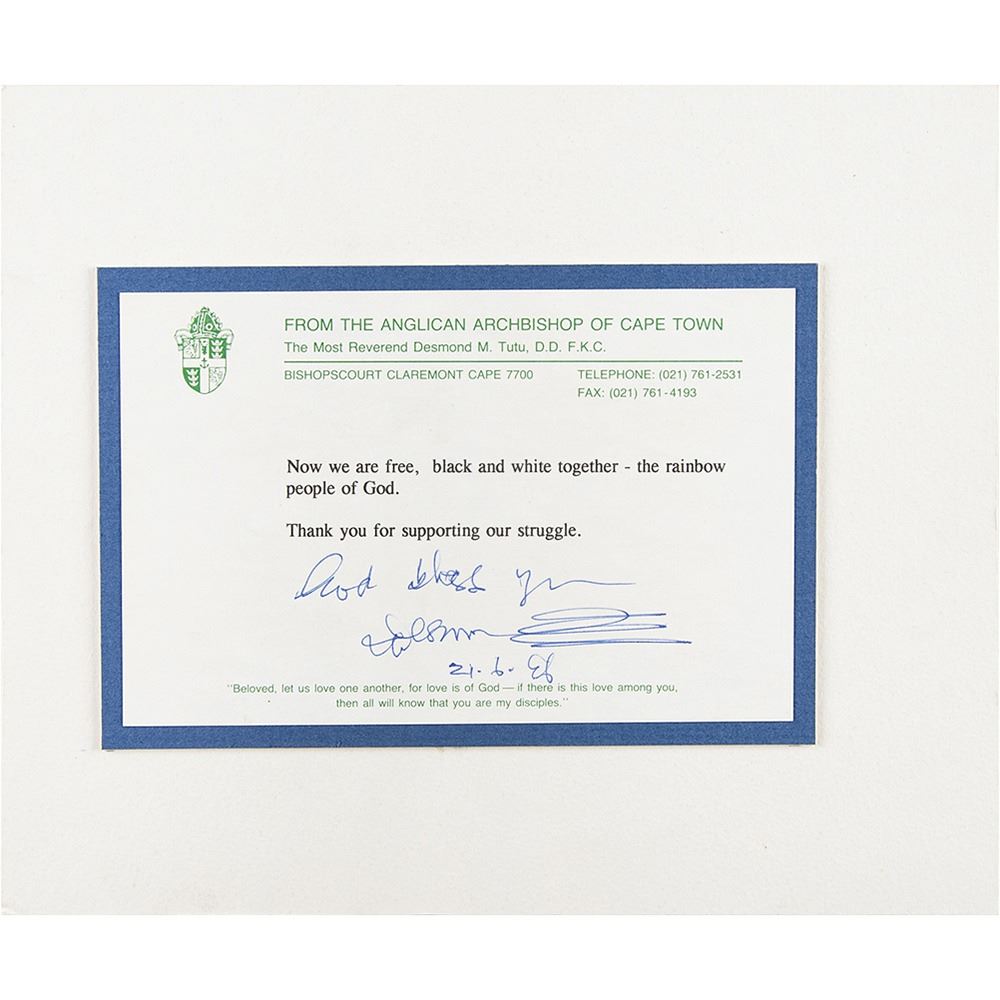 FROM THE ANGLICAN ARCHBISHOP OF CAPE TOWN
The Most Reverend Desmond M. Tutu, D.D. F.K.C.
BISHOPSCOURT CLAREMONT CAPE 7700 TELEPHONE: (021) 761-2531
FAX: (021) 761-4193
Now we are free, black and white together - the rainbow
people of God.
Thank you for supporting our struggle.
God bless you
21.6.96
"Beloved, let us love one another, for love is of God — if there is this love among you,
then all will know that you are my disciples."